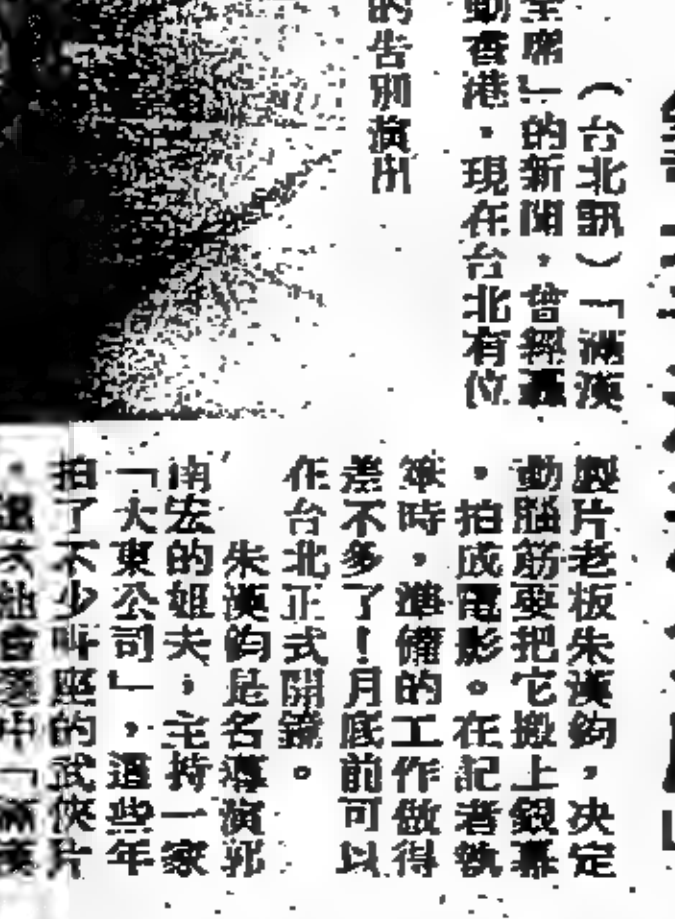 （台北訊）「滿漢
全席」的新聞，曾經轟
動香港，現在台北有位
製片老板朱漢鈞，決定
動腦筋要把它搬上銀幕
，拍成電影。在記者執
筆時，準備的工作做得
差不多了！月底前可以
在台北正式開鏡。
朱漢鈞是名導演郭
南宏的姐夫，主持一家
「大東公司」，這些年
拍了不少叫座的武俠片
的告別演出